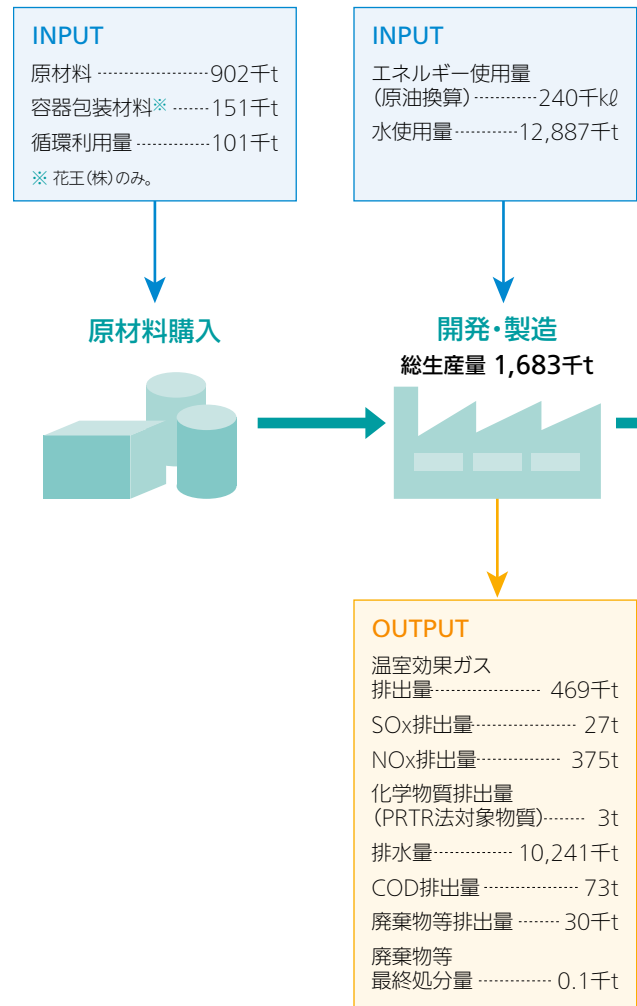 INPUT
原材料 902千t
容器包装材料※ 151千t
循環利用量 101千t
※ 花王(株)のみ。
INPUT
エネルギー使用量
(原油換算) 240千kℓ
水使用量 12,887千t
原材料購入
開発・製造
総生産量 1,683千t
OUTPUT
温室効果ガス
排出量 469千t
SOx排出量 27t
NOx排出量 375t
化学物質排出量
(PRTR法対象物質) 3t
排水量 10,241千t
COD排出量 73t
廃棄物等排出量 30千t
廃棄物等
最終処分量 0.1千t